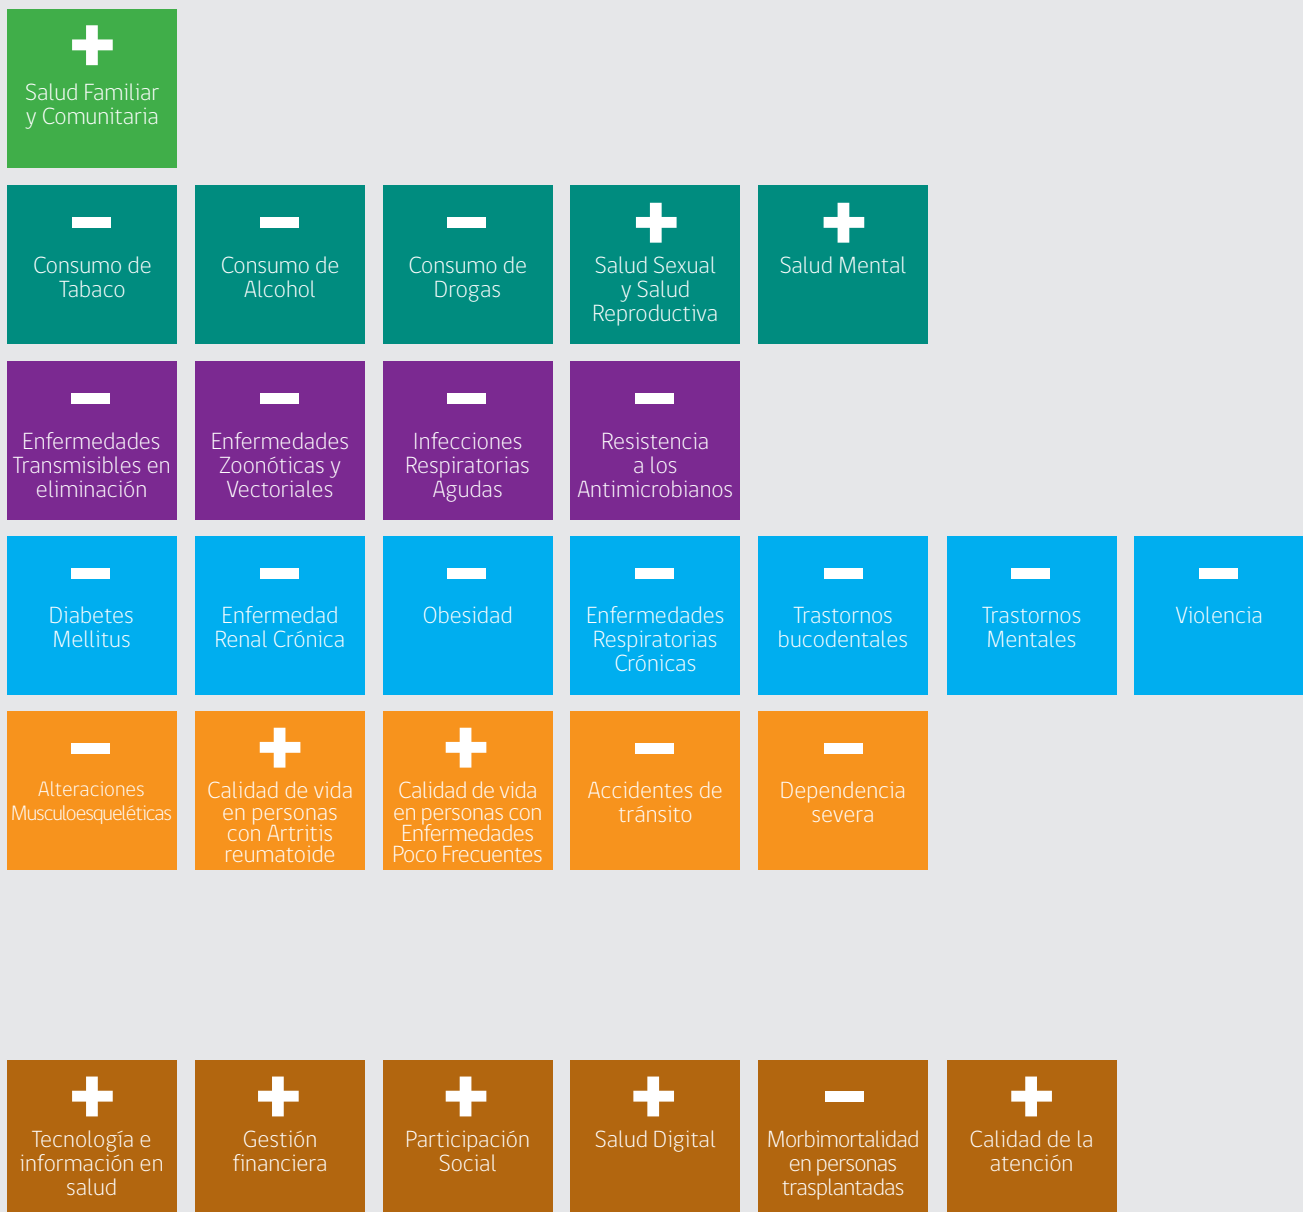 Salud Familiar
y Comunitaria
Consumo de
Tabaco
Consumo de
Alcohol
Consumo de
Drogas
Salud Sexual
y Salud
Reproductiva
Salud Mental
Enfermedades
Transmisibles en
eliminación
Enfermedades
Zoonóticas y
Vectoriales
Infecciones
Respiratorias
Agudas
Resistencia
a los
Antimicrobianos
Diabetes
Mellitus
Enfermedad
Renal Crónica
Obesidad
Enfermedades
Respiratorias
Crónicas
Trastornos
bucodentales
Trastornos
Mentales
Violencia
Alteraciones
Musculoesqueléticas
Calidad de vida
en personas
con Artritis
reumatoide
Calidad de vida
en personas con
Enfermedades
Poco Frecuentes
Accidentes de
tránsito
Dependencia
severa
Tecnología e
información en
salud
Gestión
financiera
Participación
Social
Salud Digital
Morbimortalidad
en personas
trasplantadas
Calidad de la
atención